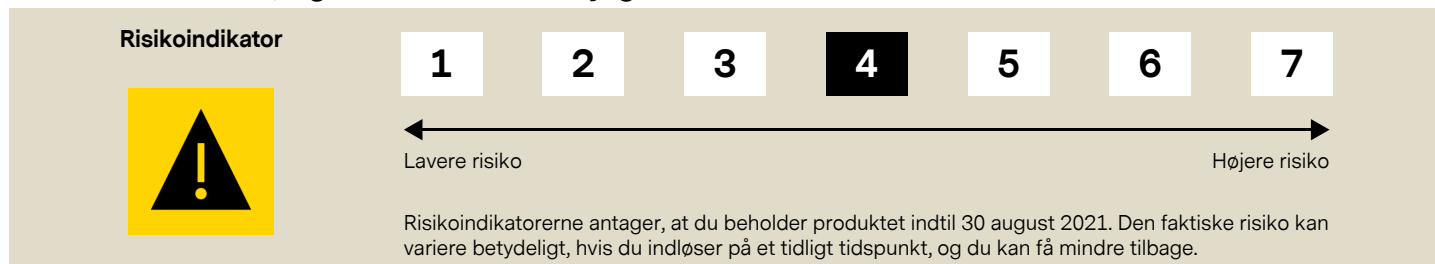 Risikoindikator
1 2 3 4 5 6 7
Lavere risiko Højere risiko
Risikoindikatorerne antager, at du beholder produktet indtil 30 august 2021. Den faktiske risiko kan
variere betydeligt, hvis du indløser på et tidligt tidspunkt, og du kan få mindre tilbage.